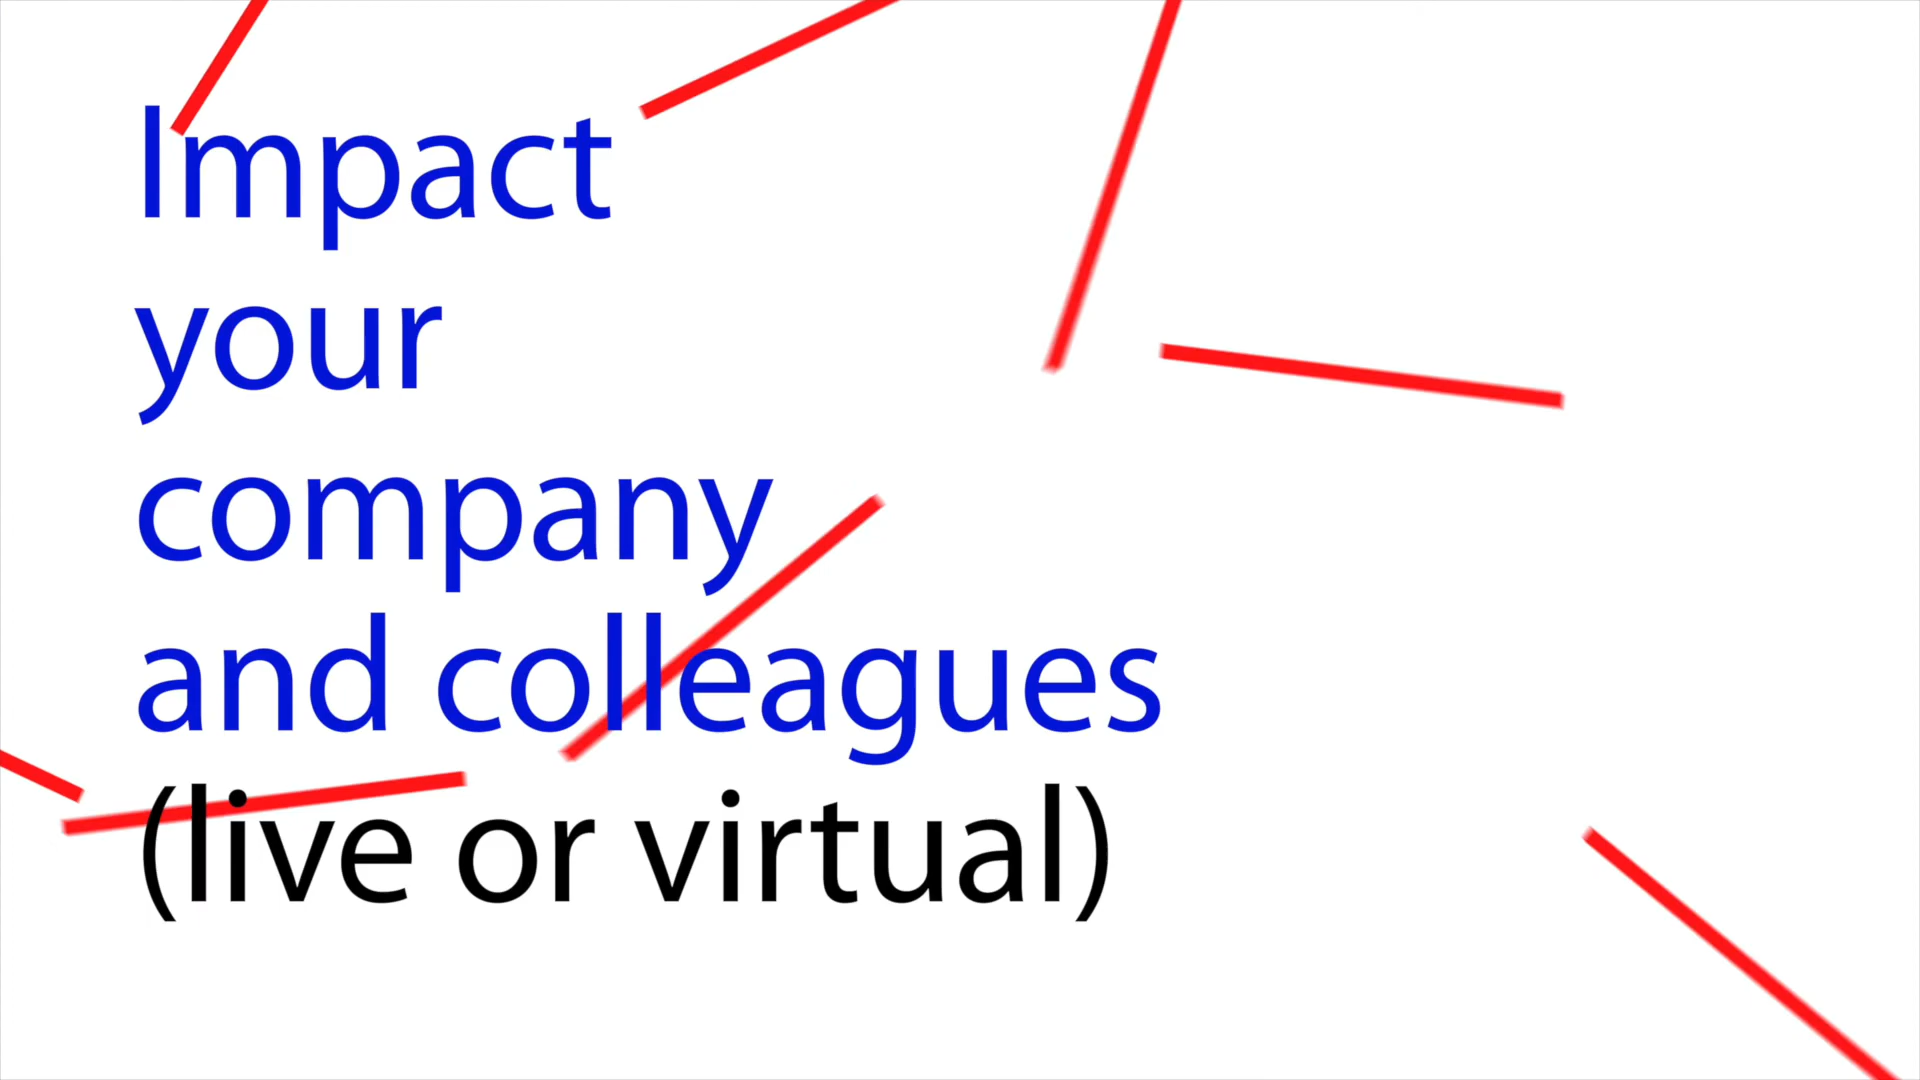 Impact
your
company
and colleagues
(live or virtual)